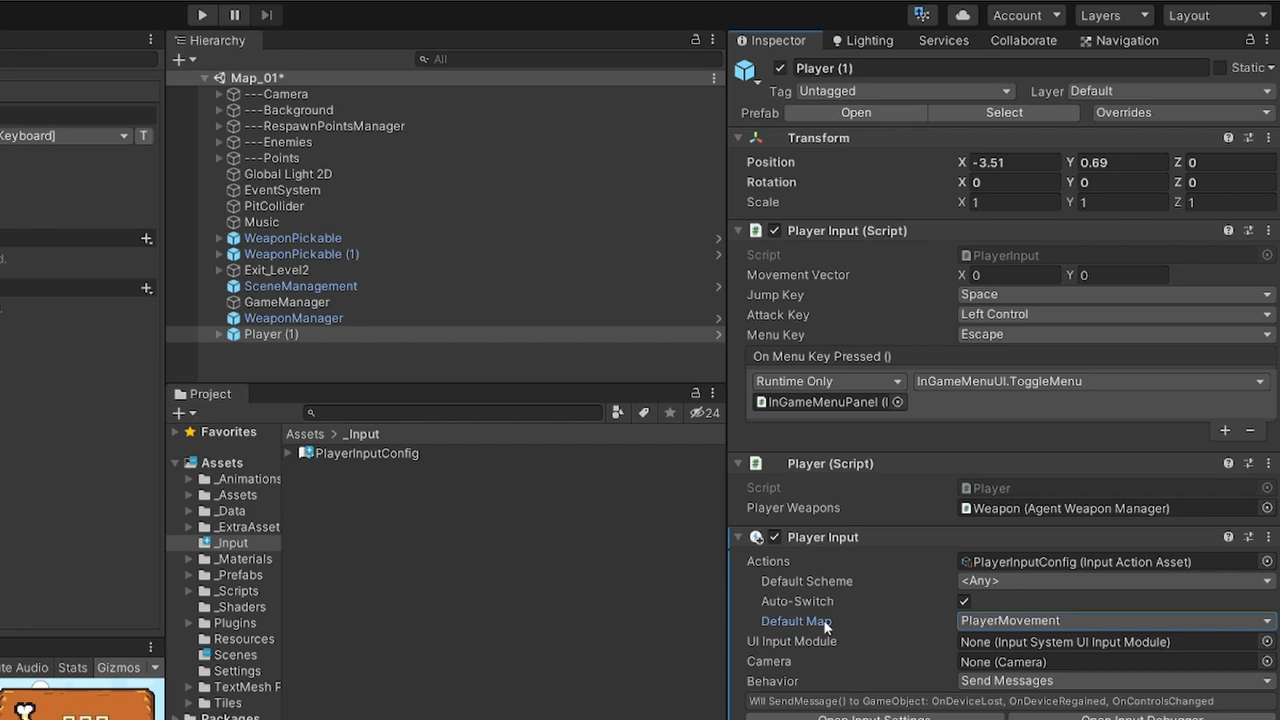 Account
Layers
Layout
Hierarchy
All
Map_01*
---Camera
---Background
---RespawnPointsManager
---Enemies
---Points
Global Light 2D
EventSystem
PitCollider
Music
WeaponPickable
WeaponPickable (1)
Exit_Level2
SceneManagement
GameManager
WeaponManager
Player (1)
Keyboard]
T
Project
24
Favorites
Assets > _Input
PlayerInputConfig
Assets
_Animations
_Assets
_Data
_ExtraAsset
_Input
_Materials
_Prefabs
_Scripts
_Shaders
Plugins
Resources
Scenes
Settings
TextMesh P
Tiles
Packages
Stats
Gizmos
Inspector
Lighting
Services
Collaborate
Navigation
Player (1)
Static
Tag Untagged
Layer Default
Prefab Open Select Overrides
Transform
Position X -3.51 Y 0.69 Z 0
Rotation X 0 Y 0 Z 0
Scale X 1 Y 1 Z 1
Player Input (Script)
Script PlayerInput
Movement Vector X 0 Y 0
Jump Key Space
Attack Key Left Control
Menu Key Escape
On Menu Key Pressed ()
Runtime Only InGameMenuUI.ToggleMenu
InGameMenuPanel (I
Player (Script)
Script Player
Player Weapons Weapon (Agent Weapon Manager)
Player Input
Actions PlayerInputConfig (Input Action Asset)
Default Scheme <Any>
Auto-Switch
Default Map PlayerMovement
UI Input Module None (Input System UI Input Module)
Camera None (Camera)
Behavior Send Messages
Will SendMessage() to GameObject: OnDeviceLost, OnDeviceRegained, OnControlsChanged
Open Input Settings Open Input Debugger